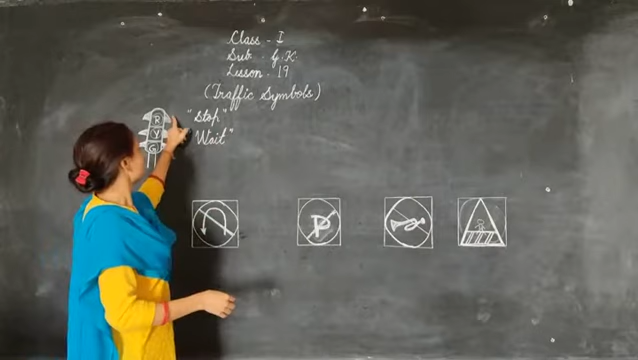 Class - I
Sub - G.K.
Lesson - 19
(Traffic Symbols)
R "Stop"
Y Wait"
G
P